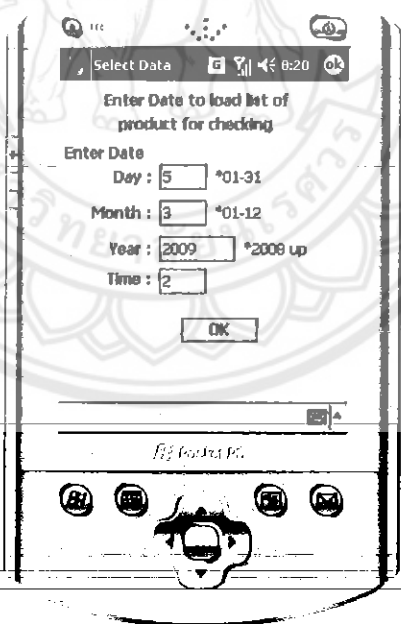 Select Data G 8:20 ok
Enter Date to load list of
product for checking
Enter Date
Day : 5 *01-31
Month : 3 *01-12
Year : 2009 *2008 up
Time : 2
OK
Pocket PC